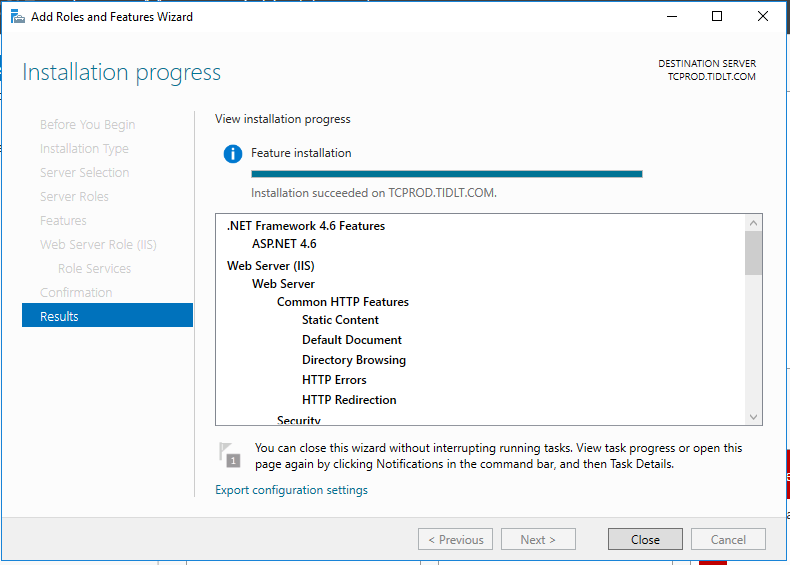 Add Roles and Features Wizard
Installation progress
DESTINATION SERVER
TCPROD.TIDLT.COM
Before You Begin
Installation Type
Server Selection
Server Roles
Features
Web Server Role (IIS)
Role Services
Confirmation
Results
View installation progress
Feature installation
Installation succeeded on TCPROD.TIDLT.COM.
.NET Framework 4.6 Features
ASP.NET 4.6
Web Server (IIS)
Web Server
Common HTTP Features
Static Content
Default Document
Directory Browsing
HTTP Errors
HTTP Redirection
Security
1
You can close this wizard without interrupting running tasks. View task progress or open this
page again by clicking Notifications in the command bar, and then Task Details.
Export configuration settings
< Previous
Next >
Close
Cancel